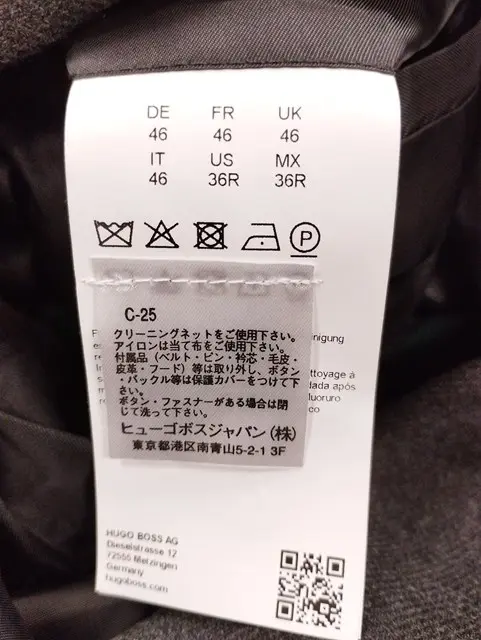 DE FR UK
46 46 46
IT US MX
46 36R 36R
P
C-25
クリーニングネットをご使用下さい。
アイロンは当て布をご使用下さい。
付属品（ベルト・ピン・衿芯・毛皮・
皮革・フード）等は取り外し、ボタン
・バックル等は保護カバーをつけて下
さい。
ボタン・ファスナーがある場合は閉
じて洗って下さい。
ヒューゴボスジャパン（株）
東京都港区南青山5-2-1 3F
HUGO BOSS AG
Dieselstrasse 12
72555 Metzingen
Germany
hugoboss.com